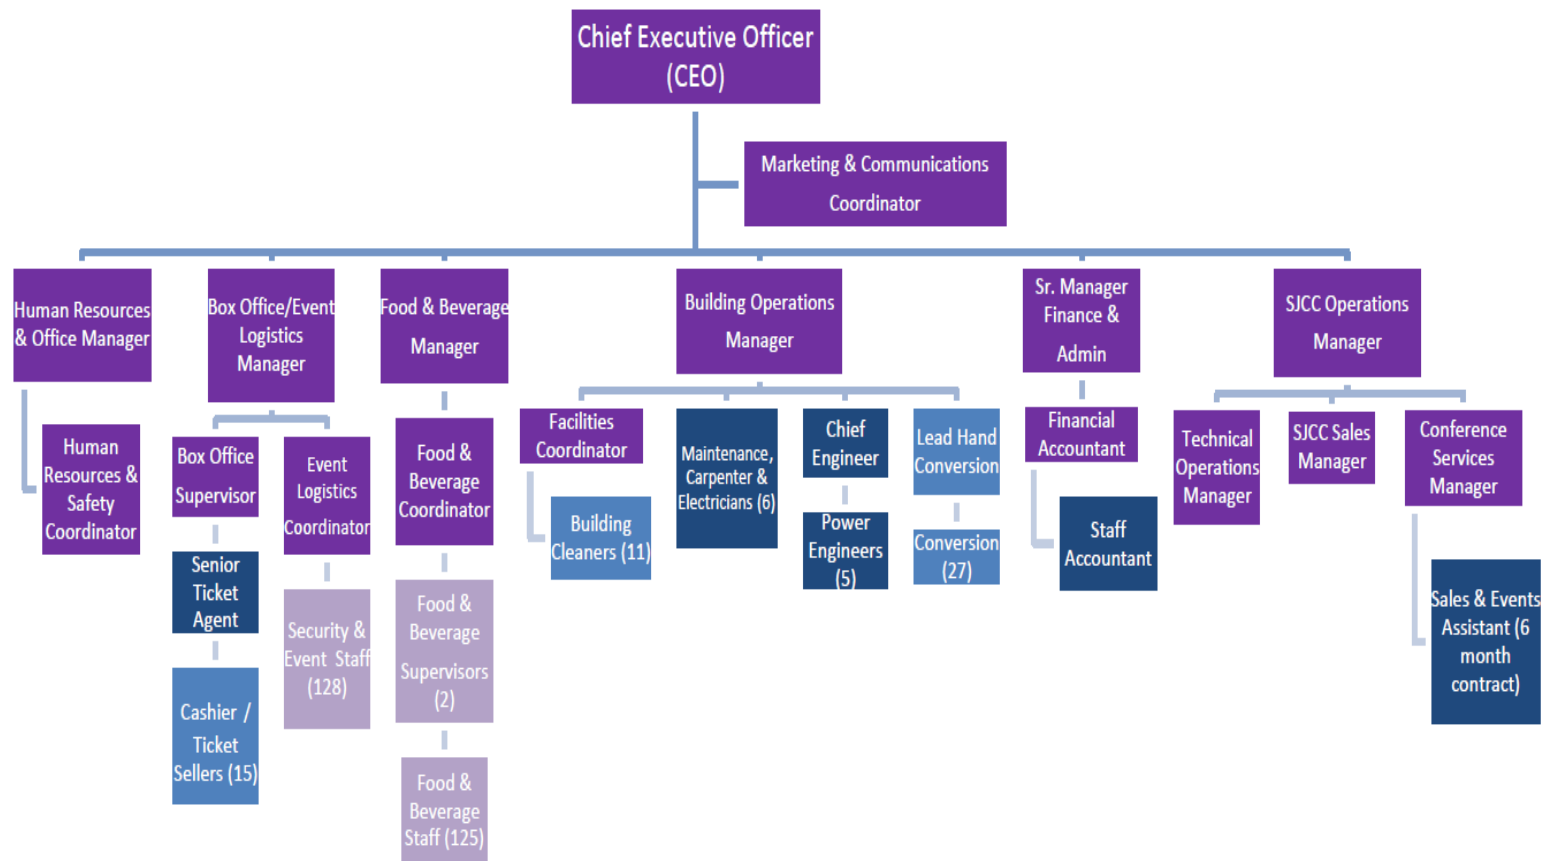 Chief Executive Officer
(CEO)
Marketing & Communications
Coordinator
Human Resources
& Office Manager
Box Office/Event
Logistics
Manager
Food & Beverage
Manager
Building Operations
Manager
Sr. Manager
Finance &
Admin
SJCC Operations
Manager
Human
Resources &
Safety
Coordinator
Box Office
Supervisor
Event
Logistics
Coordinator
Food &
Beverage
Coordinator
Facilities
Coordinator
Maintenance,
Carpenter &
Electricians (6)
Chief
Engineer
Lead Hand
Conversion
Financial
Accountant
Technical
Operations
Manager
SJCC Sales
Manager
Conference
Services
Manager
Senior
Ticket
Agent
Security &
Event Staff
(128)
Food &
Beverage
Supervisors
(2)
Building
Cleaners (11)
Power
Engineers
(5)
Conversion
(27)
Staff
Accountant
Sales & Events
Assistant (6
month
contract)
Cashier /
Ticket
Sellers (15)
Food &
Beverage
Staff (125)